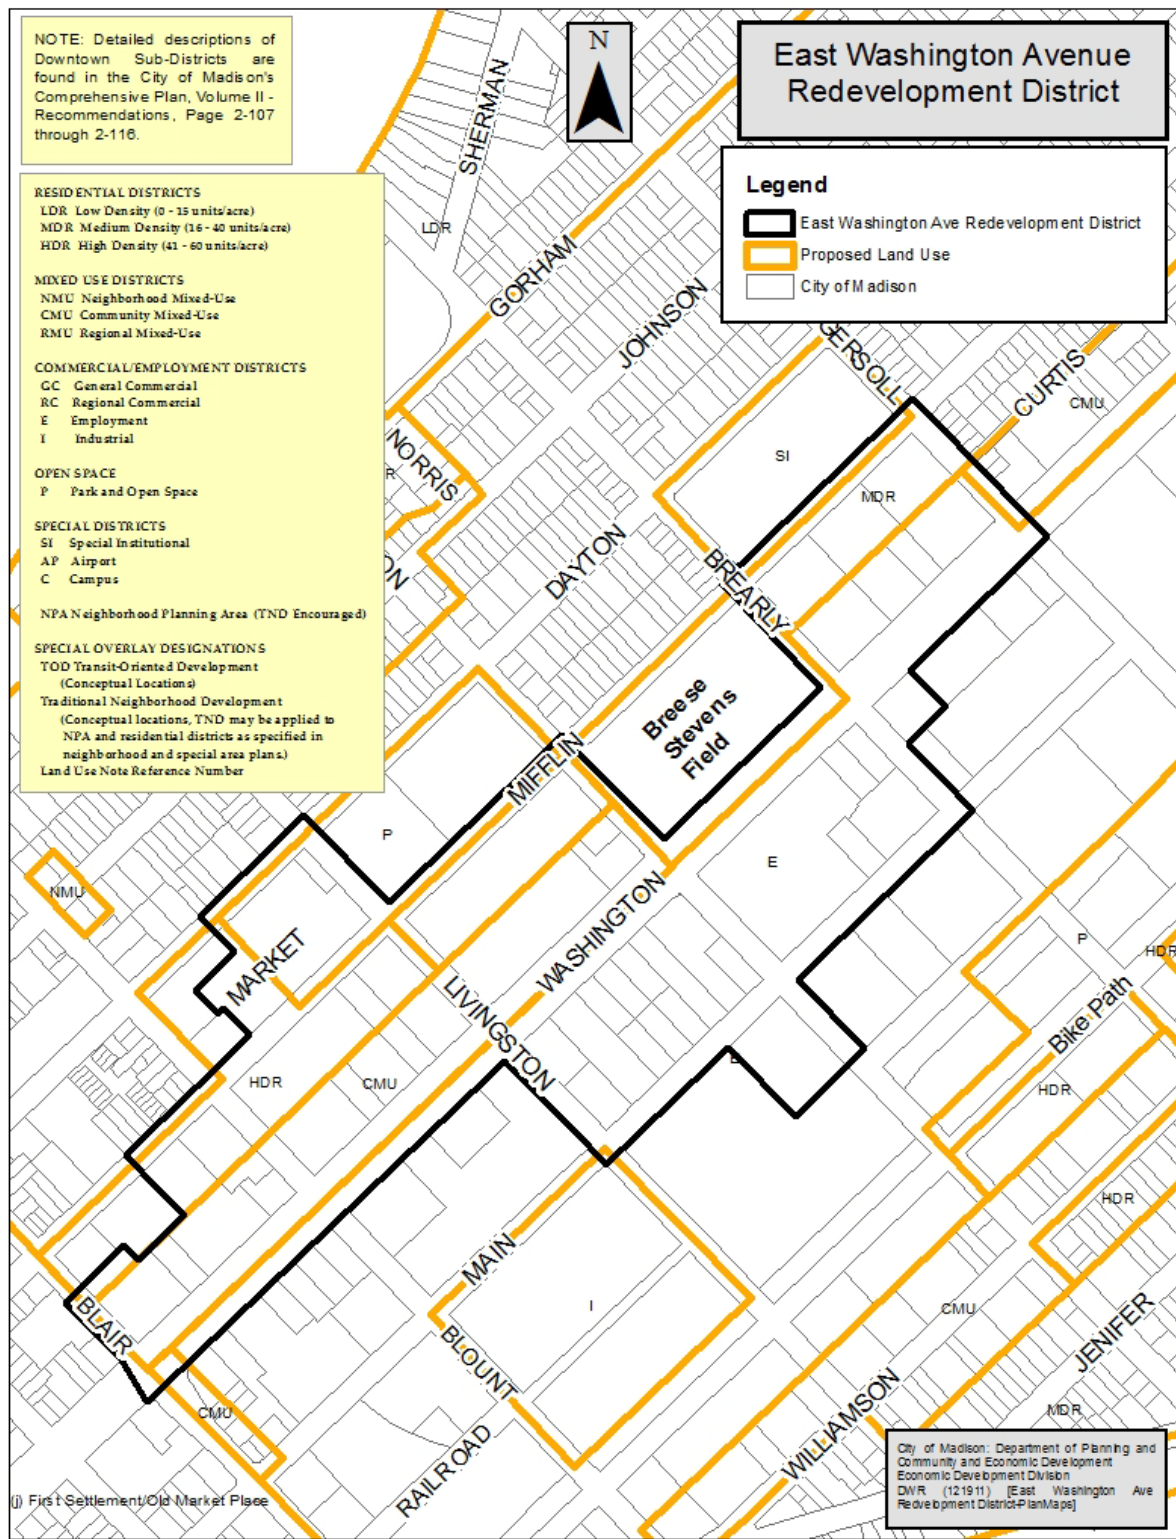 NOTE: Detailed descriptions of
Downtown Sub-Districts are
found in the City of Madison's
Comprehensive Plan, Volume II -
Recommendations, Page 2-107
through 2-116.
N
East Washington Avenue
Redevelopment District
Legend
East Washington Ave Redevelopment District
Proposed Land Use
City of Madison
RESIDENTIAL DISTRICTS
LDR Low Density (0 - 15 units/acre)
MDR Medium Density (16 - 40 units/acre)
HDR High Density (41 - 60 units/acre)
MIXED USE DISTRICTS
NMU Neighborhood Mixed-Use
CMU Community Mixed-Use
RMU Regional Mixed-Use
COMMERCIAL/EMPLOYMENT DISTRICTS
GC General Commercial
RC Regional Commercial
E Employment
I Industrial
OPEN SPACE
P Park and Open Space
SPECIAL DISTRICTS
SI Special Institutional
AP Airport
C Campus
NPA Neighborhood Planning Area (TND Encouraged)
SPECIAL OVERLAY DESIGNATIONS
TOD Transit-Oriented Development
(Conceptual Locations)
Traditional Neighborhood Development
(Conceptual locations, TND may be applied to
NPA and residential districts as specified in
neighborhood and special area plans.)
Land Use Note Reference Number
SHERMAN
LDR
GORHAM
JOHNSON
GERSOLL
CURTIS
CMU
NORRIS
R
SI
MDR
ON
DAYTON
BREARLY
Breese
Stevens
Field
MIFFLIN
P
E
NMU
WASHINGTON
MARKET
P
HDR
LIVINGSTON
Bike Path
HDR
CMU
E
HDR
HDR
MAIN
I
CMU
BLAIR
BLOUNT
JENIFER
CMU
WILLIAMSON
MDR
RAILROAD
(j) First Settlement/Old Market Place
City of Madison: Department of Planning and
Community and Economic Development
Economic Development Division
DWR (121911) [East Washington Ave
Redvelopment District-PlanMaps]